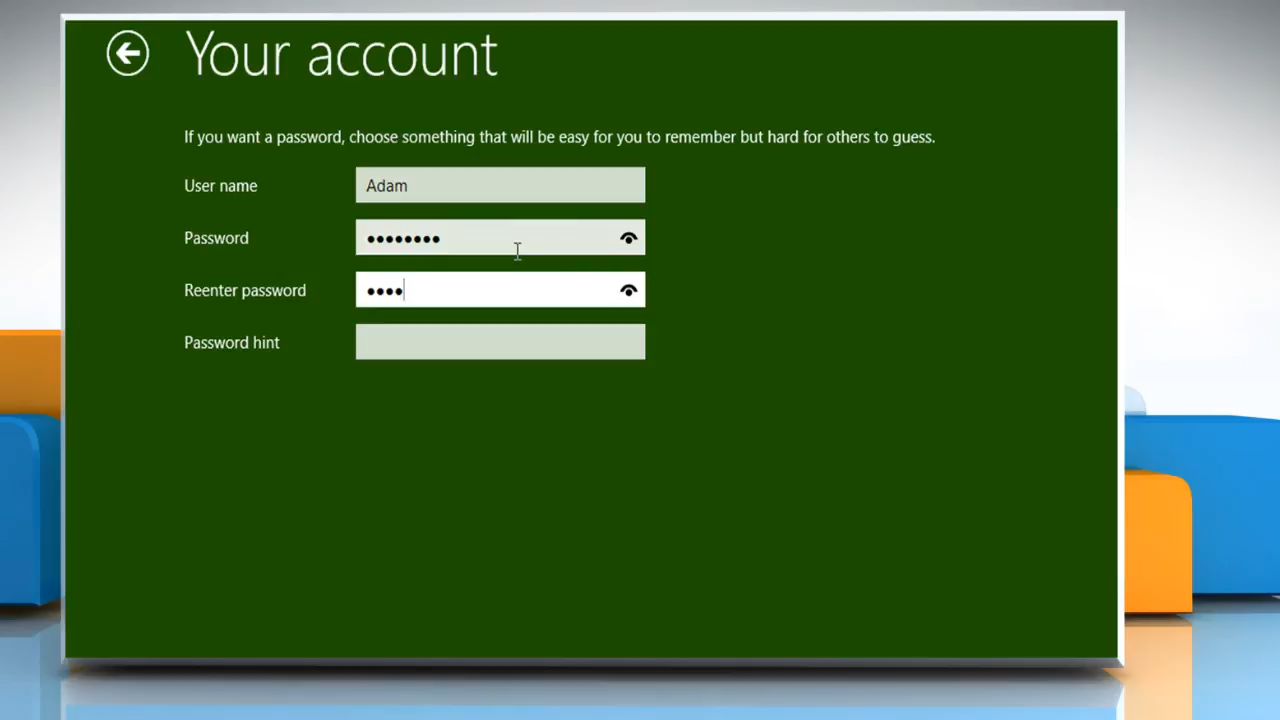 Your account
If you want a password, choose something that will be easy for you to remember but hard for others to guess.
User name Adam
Password ••••••••
Reenter password ••••
Password hint